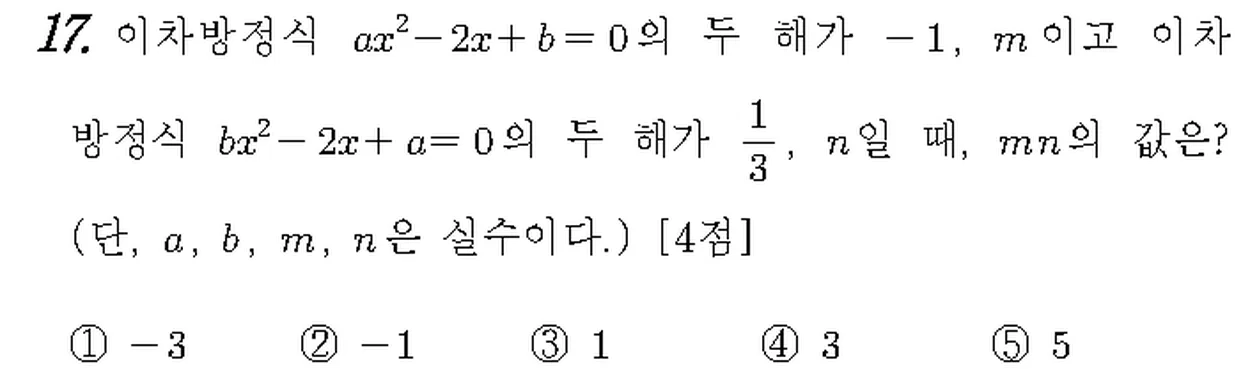 17. 이차방정식 ax²-2x+b=0의 두 해가 -1, m이고 이차
방정식 bx²-2x+a=0의 두 해가 1/3, n일 때, mn의 값은?
(단, a, b, m, n은 실수이다.) [4점]
① -3 ② -1 ③ 1 ④ 3 ⑤ 5